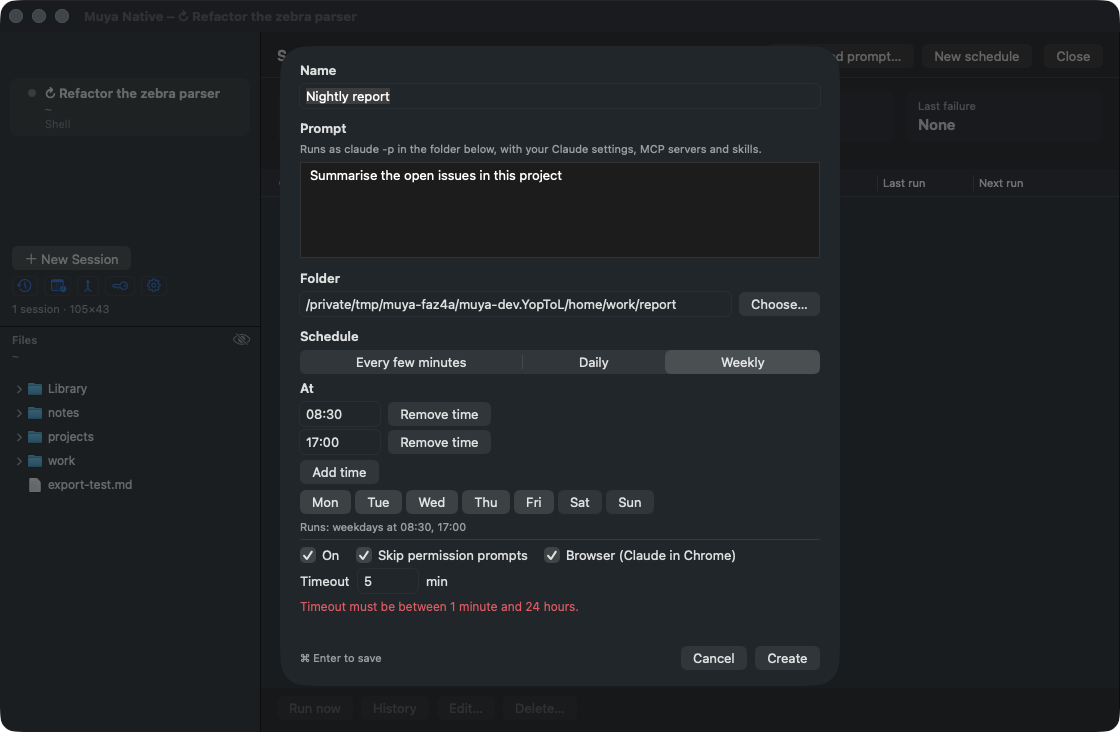 Muya Native – ↻ Refactor the zebra parser
↻ Refactor the zebra parser
~
Shell
+ New Session
1 session · 105×43
Files
~
Library
notes
projects
work
export-test.md
prompt...
New schedule
Close
Last failure
None
Last run
Next run
Name
Nightly report
Prompt
Runs as claude -p in the folder below, with your Claude settings, MCP servers and skills.
Summarise the open issues in this project
Folder
/private/tmp/muya-faz4a/muya-dev.YopToL/home/work/report
Choose...
Schedule
Every few minutes
Daily
Weekly
At
08:30
Remove time
17:00
Remove time
Add time
Mon
Tue
Wed
Thu
Fri
Sat
Sun
Runs: weekdays at 08:30, 17:00
On
Skip permission prompts
Browser (Claude in Chrome)
Timeout 5 min
Timeout must be between 1 minute and 24 hours.
⌘ Enter to save
Cancel
Create
Run now
History
Edit...
Delete...